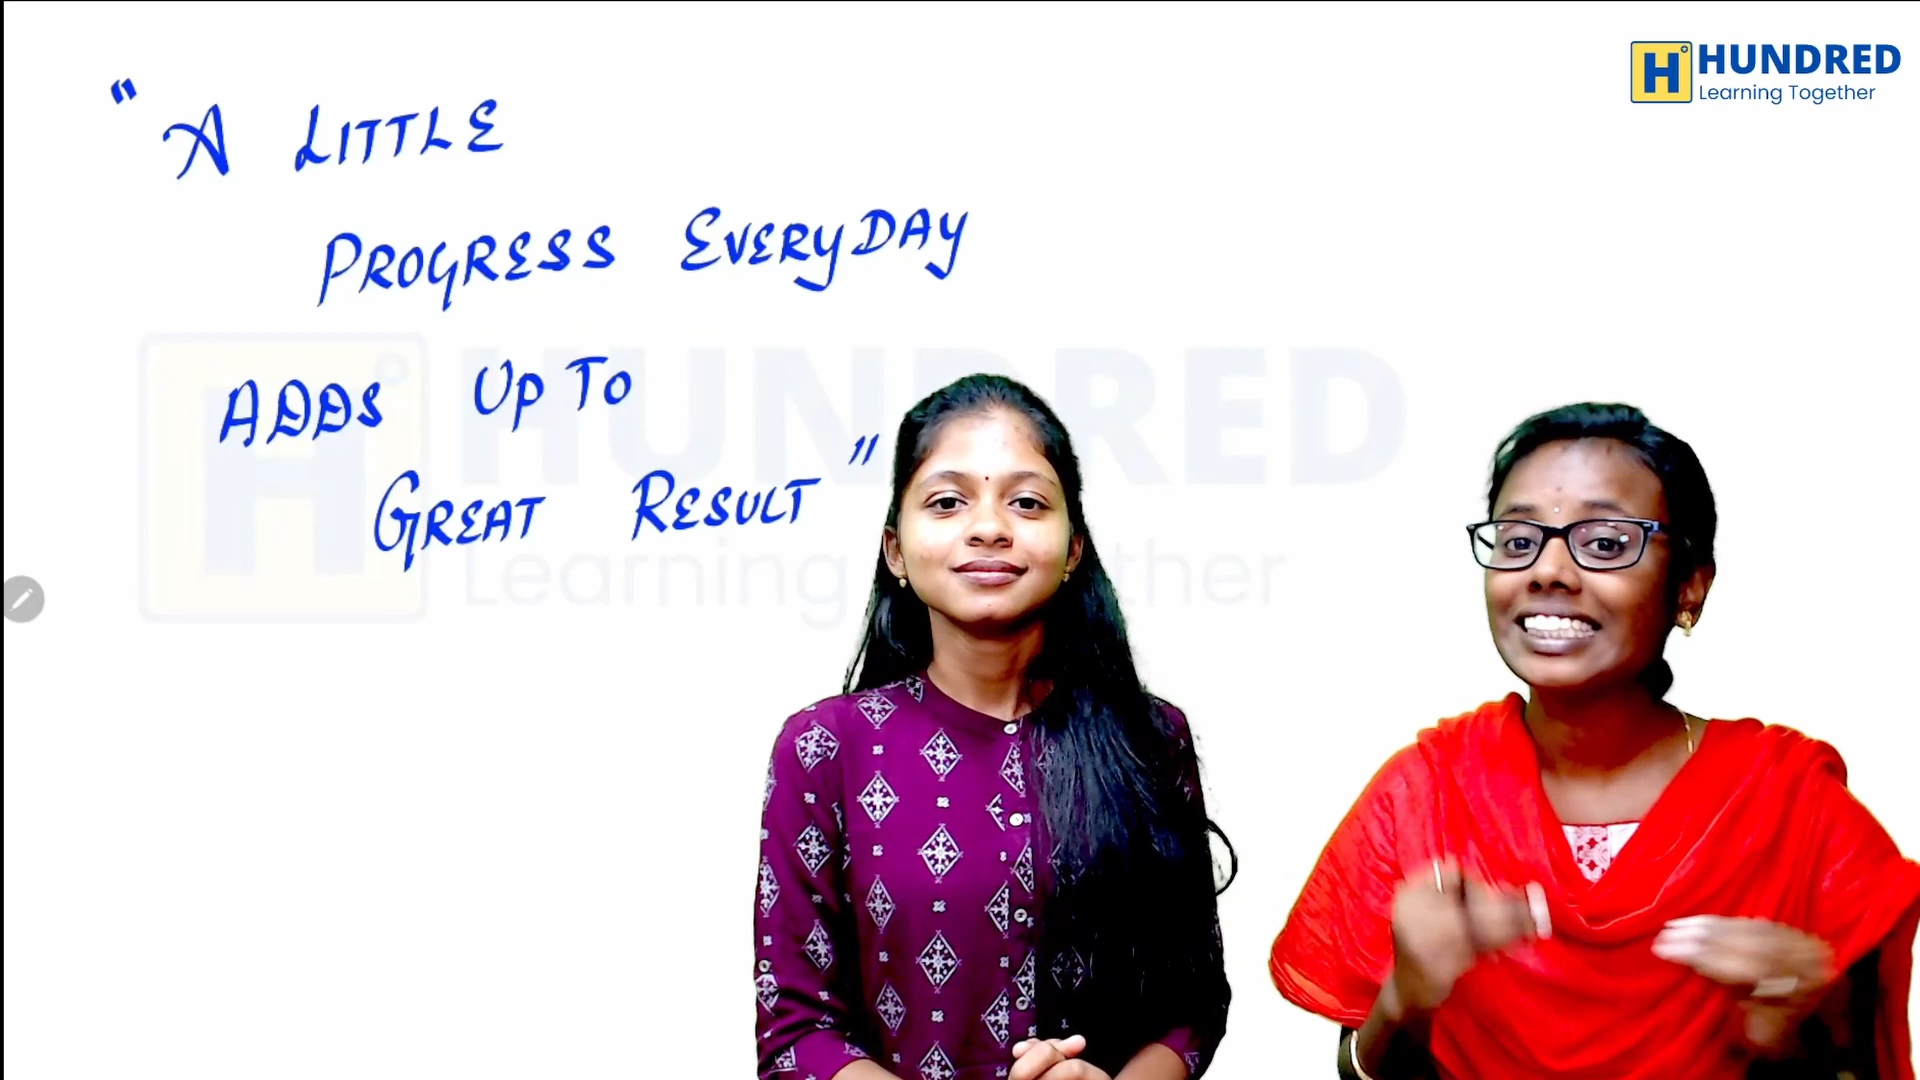 HUNDRED
Learning Together
" A LITTLE
PROGRESS EVERYDAY
ADDS UP TO
GREAT RESULT "
H
HUNDRED
Learning ther